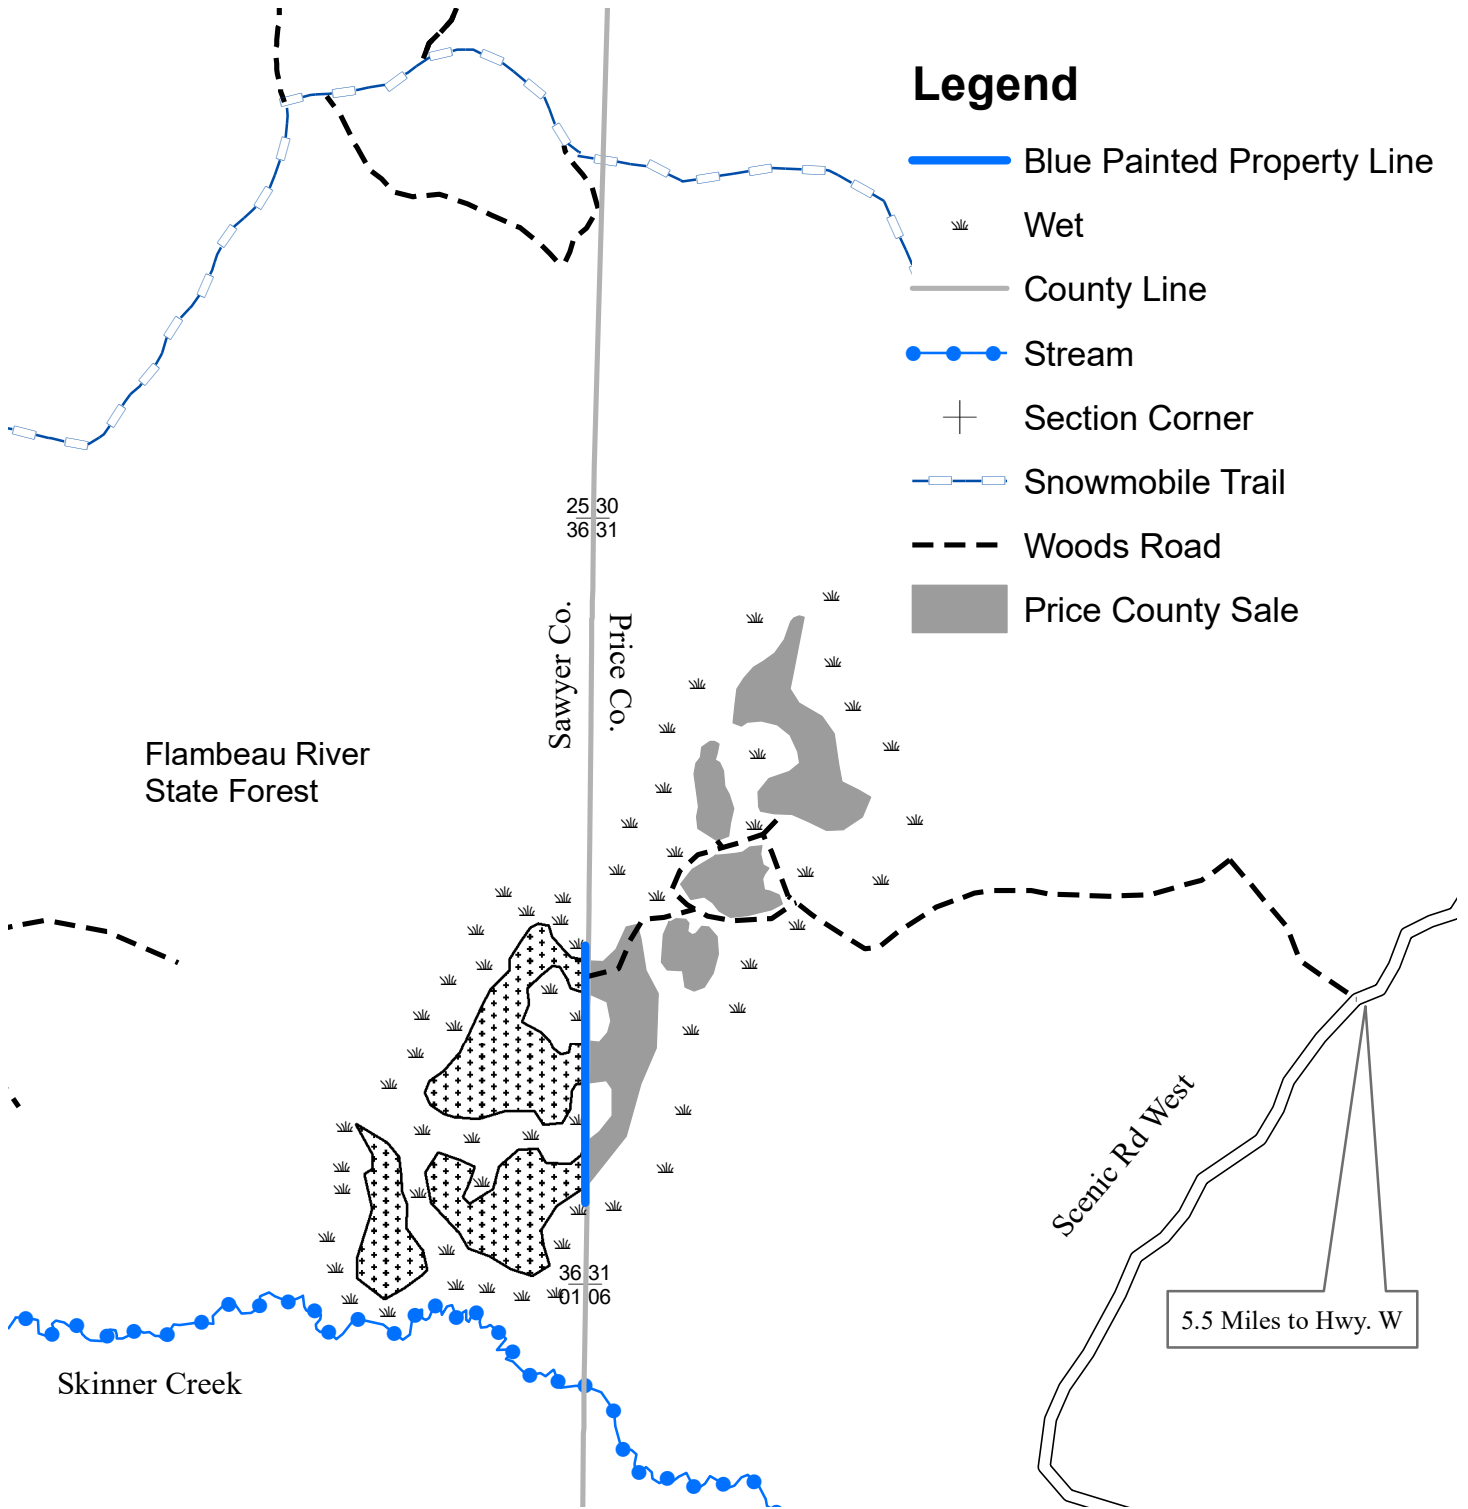 Legend
Blue Painted Property Line
Wet
County Line
Stream
Section Corner
Snowmobile Trail
Woods Road
Price County Sale
25 30
36 31
Sawyer Co.
Price Co.
Flambeau River
State Forest
Scenic Rd West
36 31
01 06
5.5 Miles to Hwy. W
Skinner Creek